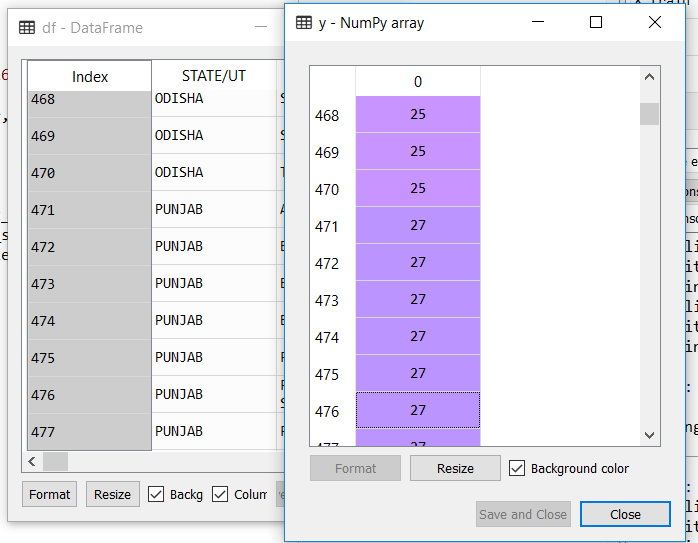 df - DataFrame
Index STATE/UT
468 ODISHA S
469 ODISHA S
470 ODISHA T
471 PUNJAB A
472 PUNJAB B
473 PUNJAB
474 PUNJAB
475 PUNJAB
476 PUNJAB
477 PUNJAB
Format Resize Backg Colum
y - NumPy array
0
468 25
469 25
470 25
471 27
472 27
473 27
474 27
475 27
476 27
477 27
Format Resize Background color
Save and Close Close